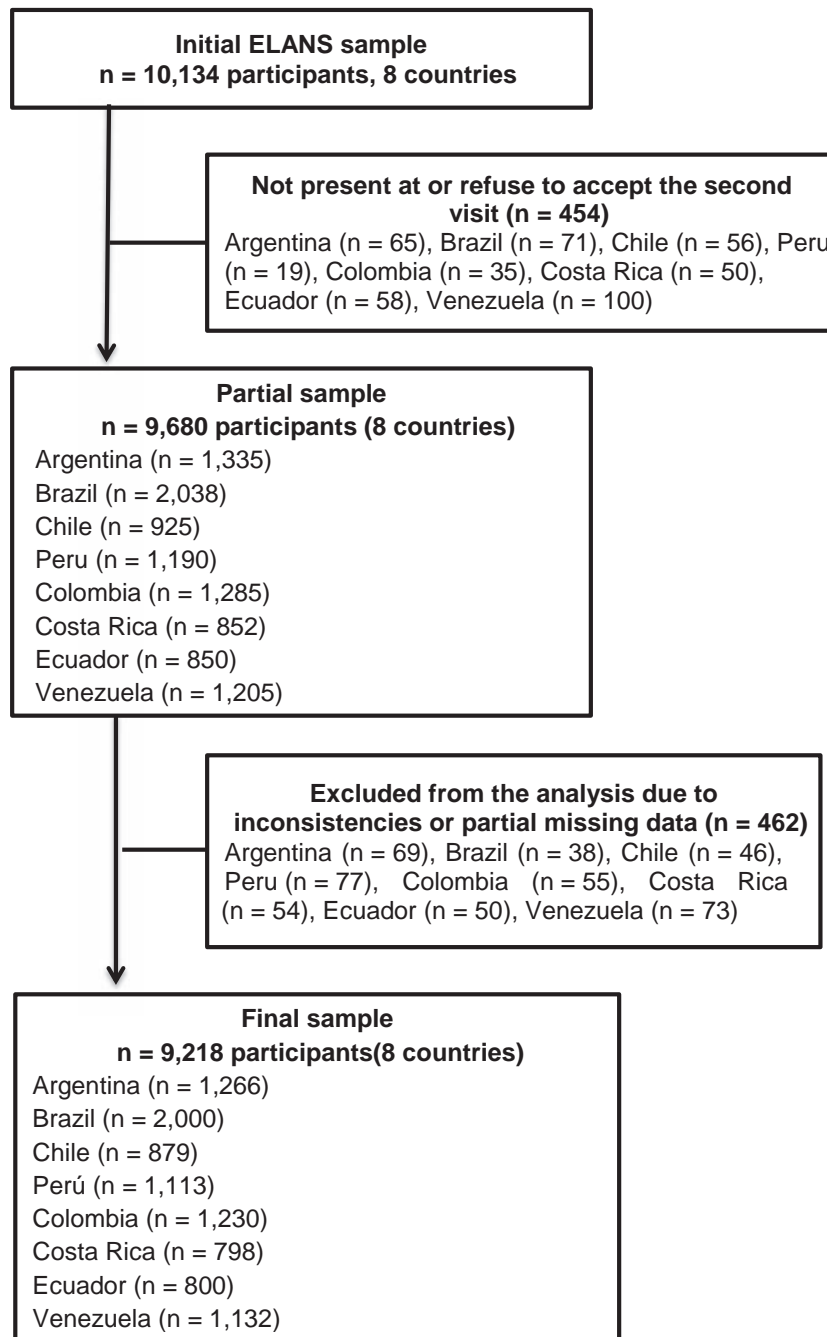 Initial ELANS sample
n = 10,134 participants, 8 countries
Not present at or refuse to accept the second
visit (n = 454)
Argentina (n = 65), Brazil (n = 71), Chile (n = 56), Peru
(n = 19), Colombia (n = 35), Costa Rica (n = 50),
Ecuador (n = 58), Venezuela (n = 100)
Partial sample
n = 9,680 participants (8 countries)
Argentina (n = 1,335)
Brazil (n = 2,038)
Chile (n = 925)
Peru (n = 1,190)
Colombia (n = 1,285)
Costa Rica (n = 852)
Ecuador (n = 850)
Venezuela (n = 1,205)
Excluded from the analysis due to
inconsistencies or partial missing data (n = 462)
Argentina (n = 69), Brazil (n = 38), Chile (n = 46),
Peru (n = 77), Colombia (n = 55), Costa Rica
(n = 54), Ecuador (n = 50), Venezuela (n = 73)
Final sample
n = 9,218 participants(8 countries)
Argentina (n = 1,266)
Brazil (n = 2,000)
Chile (n = 879)
Perú (n = 1,113)
Colombia (n = 1,230)
Costa Rica (n = 798)
Ecuador (n = 800)
Venezuela (n = 1,132)